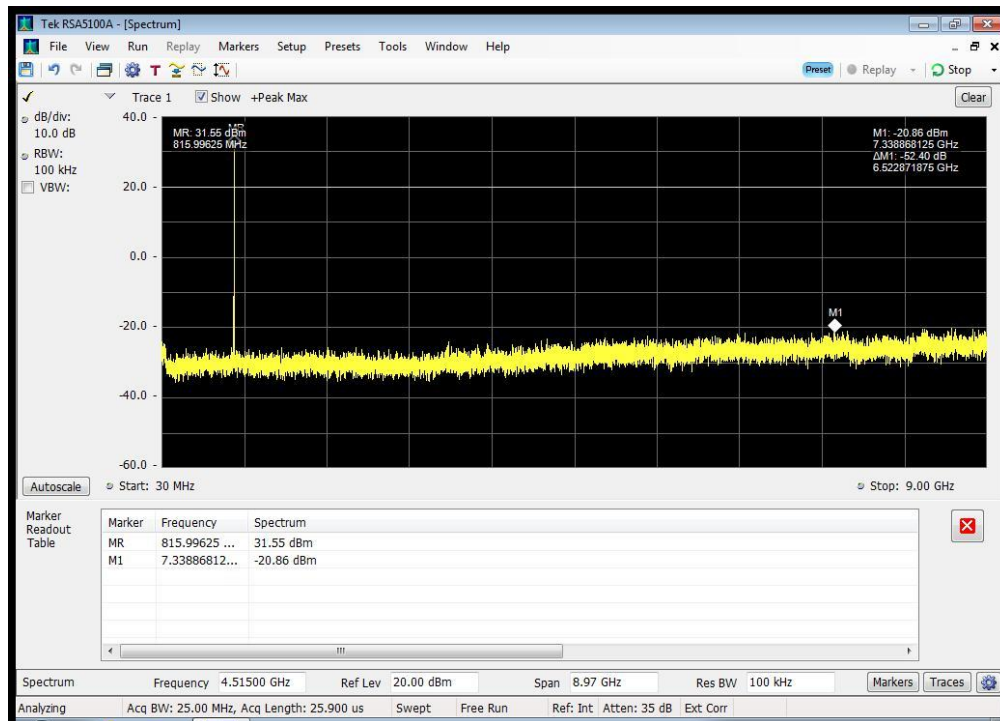 Tek RSA5100A - [Spectrum]
File View Run Replay Markers Setup Presets Tools Window Help
T Preset Replay Stop
Trace 1 Show +Peak Max Clear
dB/div:
10.0 dB
RBW:
100 kHz
VBW:
40.0
20.0
0.0
-20.0
-40.0
-60.0
MR
MR: 31.55 dBm
815.99625 MHz
M1: -20.86 dBm
7.338868125 GHz
ΔM1: -52.40 dB
6.522871875 GHz
M1
Autoscale Start: 30 MHz Stop: 9.00 GHz
Marker
Readout
Table
Marker Frequency Spectrum
MR 815.99625 ... 31.55 dBm
M1 7.33886812... -20.86 dBm
Spectrum Frequency 4.51500 GHz Ref Lev 20.00 dBm Span 8.97 GHz Res BW 100 kHz Markers Traces
Analyzing Acq BW: 25.00 MHz, Acq Length: 25.900 us Swept Free Run Ref: Int Atten: 35 dB Ext Corr